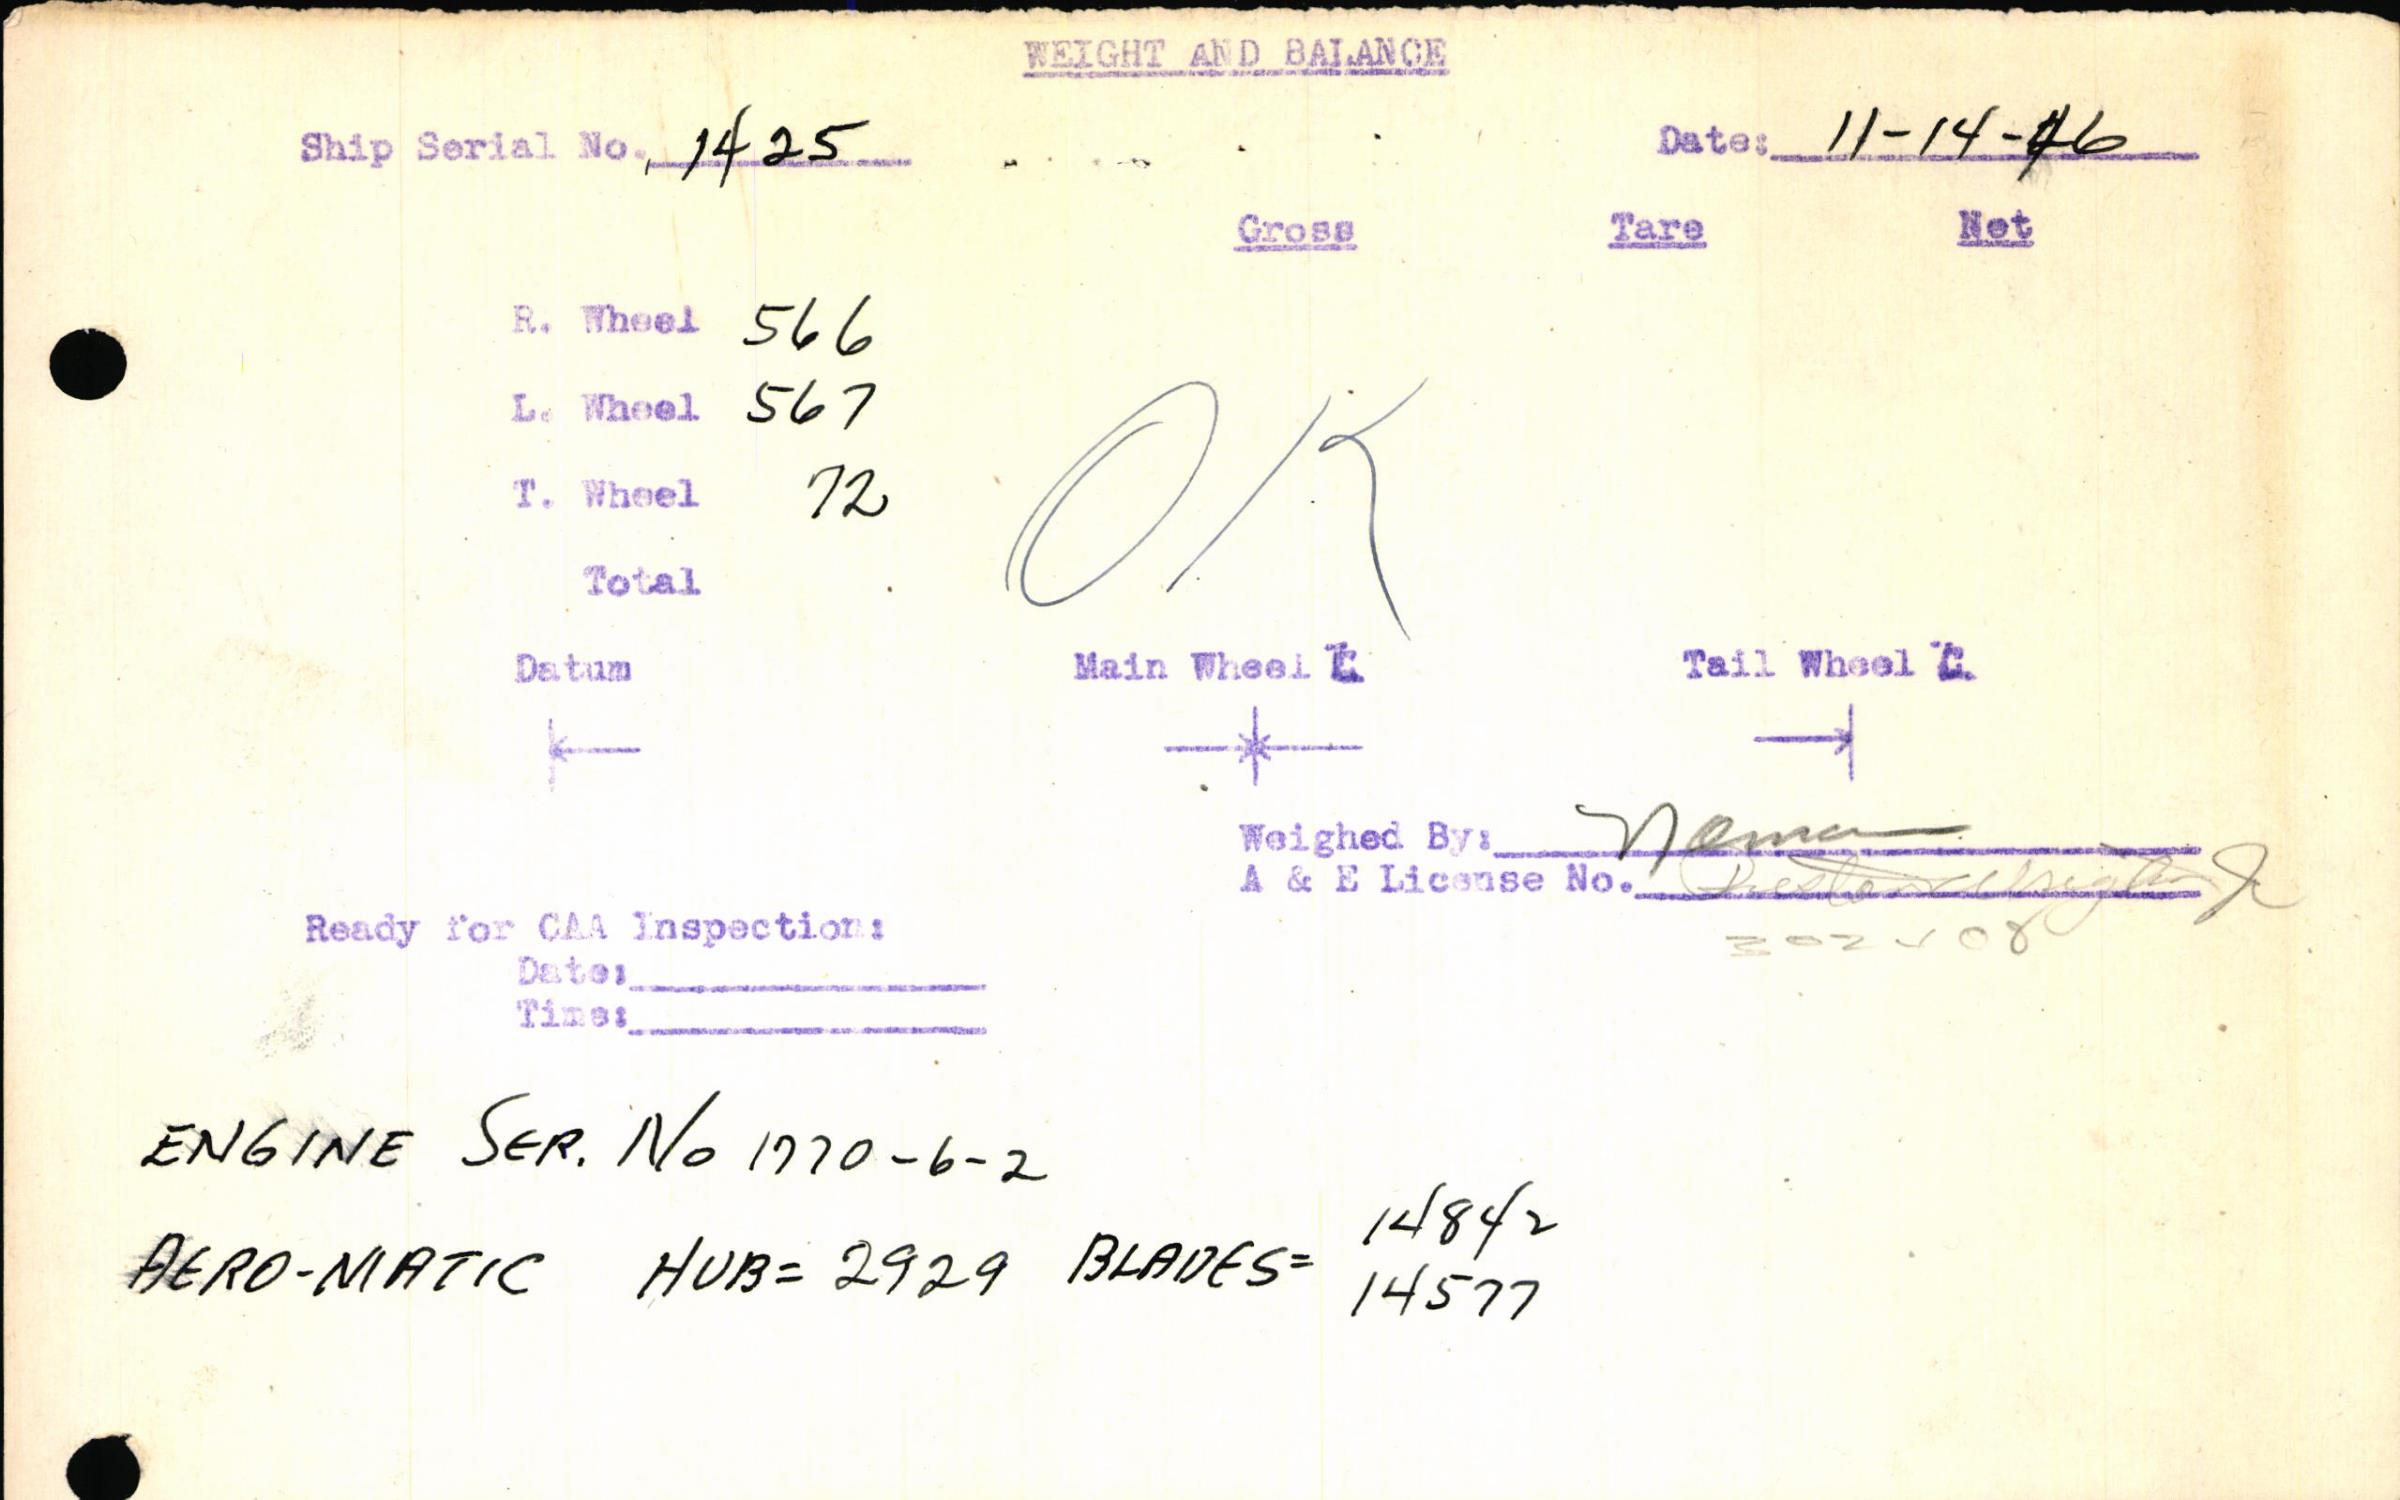 WEIGHT AND BALANCE
Ship Serial No. 1425 Date: 11-14-46
Gross Tare Net
R. Wheel 566
L. Wheel 567
T. Wheel 72
Total
OK
Datum Main Wheel ℄ Tail Wheel ℄
Weighed By:
A & E License No. Jr
Ready for CAA Inspection:
Date:
Time:
ENGINE SER. No 1770-6-2
AERO-MATIC HUB= 2929 BLADES= 14842
14577